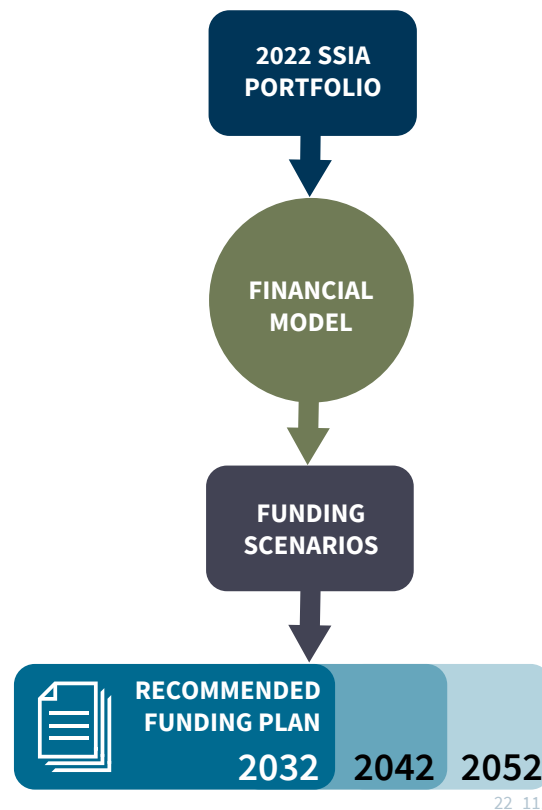 2022 SSIA
PORTFOLIO
FINANCIAL
MODEL
FUNDING
SCENARIOS
RECOMMENDED
FUNDING PLAN
2032 2042 2052
22 11